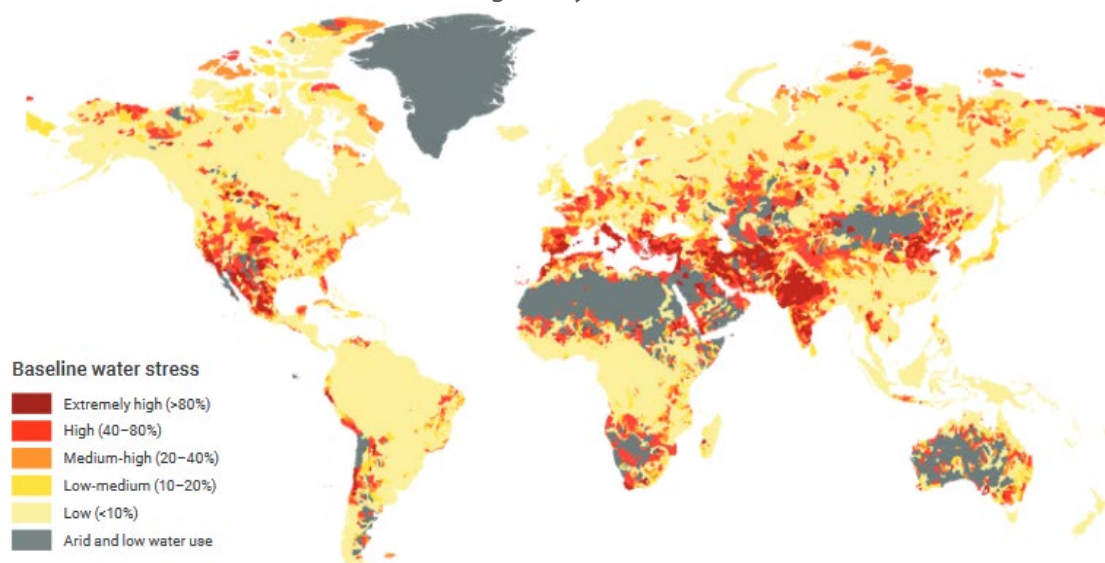 Baseline water stress
Extremely high (>80%)
High (40–80%)
Medium-high (20–40%)
Low-medium (10–20%)
Low (<10%)
Arid and low water use